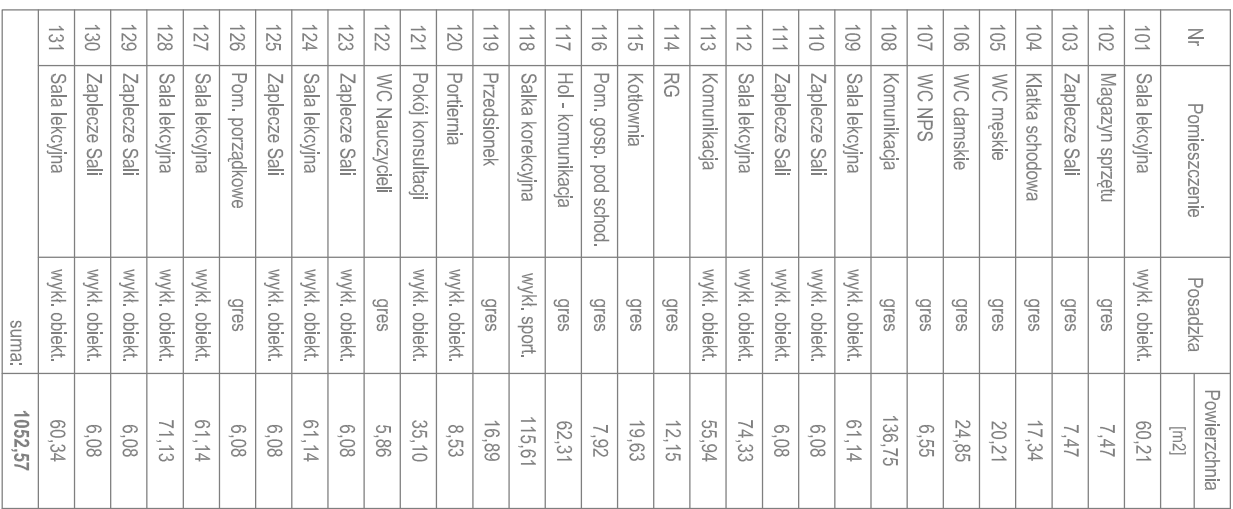 Nr Pomieszczenie Posadzka Powierzchnia [m2]
101 Sala lekcyjna wykł. obiekt. 60,21
102 Magazyn sprzętu gres 7,47
103 Zaplecze Sali gres 7,47
104 Klatka schodowa gres 17,34
105 WC męskie gres 20,21
106 WC damskie gres 24,85
107 WC NPS gres 6,55
108 Komunikacja gres 136,75
109 Sala lekcyjna wykł. obiekt. 61,14
110 Zaplecze Sali wykł. obiekt. 6,08
111 Zaplecze Sali wykł. obiekt. 6,08
112 Sala lekcyjna wykł. obiekt. 74,33
113 Komunikacja wykł. obiekt. 55,94
114 RG gres 12,15
115 Kotłownia gres 19,63
116 Pom. gosp. pod schod. gres 7,92
117 Hol - komunikacja gres 62,31
118 Salka korekcyjna wykł. sport. 115,61
119 Przedsionek gres 16,89
120 Portiernia wykł. obiekt. 8,53
121 Pokój konsultacji wykł. obiekt. 35,10
122 WC Nauczycieli gres 5,86
123 Zaplecze Sali wykł. obiekt. 6,08
124 Sala lekcyjna wykł. obiekt. 61,14
125 Zaplecze Sali wykł. obiekt. 6,08
126 Pom. porządkowe gres 6,08
127 Sala lekcyjna wykł. obiekt. 61,14
128 Sala lekcyjna wykł. obiekt. 71,13
129 Zaplecze Sali wykł. obiekt. 6,08
130 Zaplecze Sali wykł. obiekt. 6,08
131 Sala lekcyjna wykł. obiekt. 60,34
suma: 1052,57